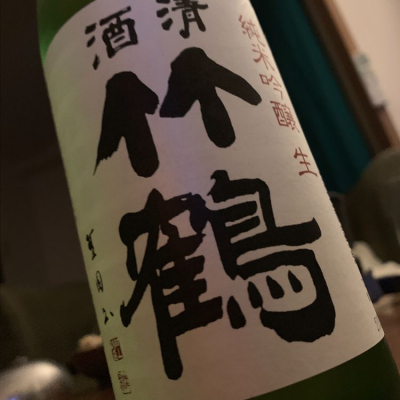 純米吟醸 生
清酒
竹鶴